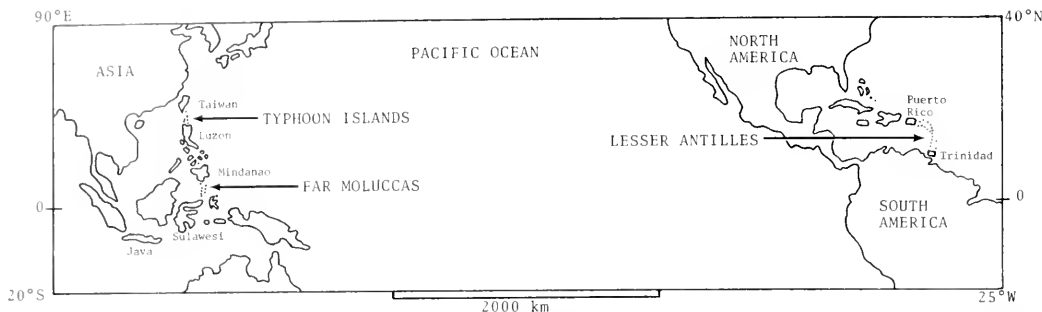 90°E
40°N
PACIFIC OCEAN
NORTH
AMERICA
ASIA
Taiwan
Puerto
Rico
TYPHOON ISLANDS
Luzon
LESSER ANTILLES
Trinidad
Mindanao
FAR MOLUCCAS
0
0
SOUTH
AMERICA
Sulawesi
Java
20°S
25°W
2000 km